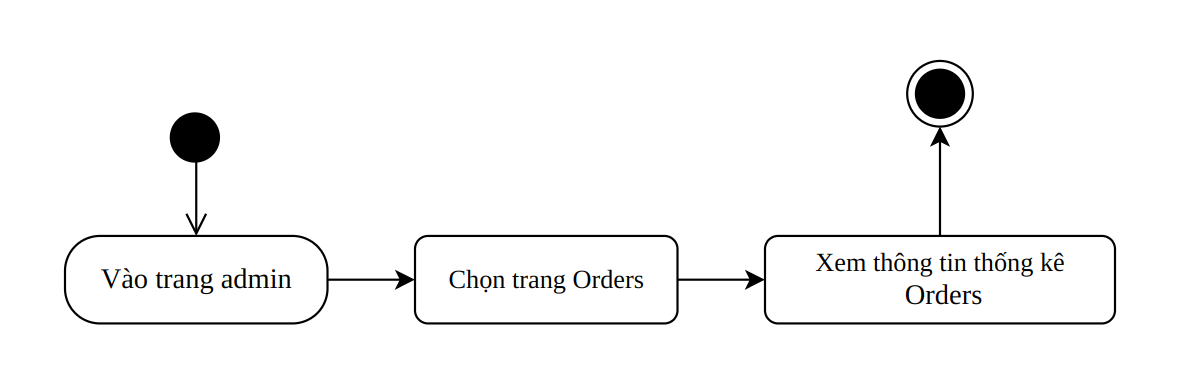 Vào trang admin
Chọn trang Orders
Xem thông tin thống kê
Orders